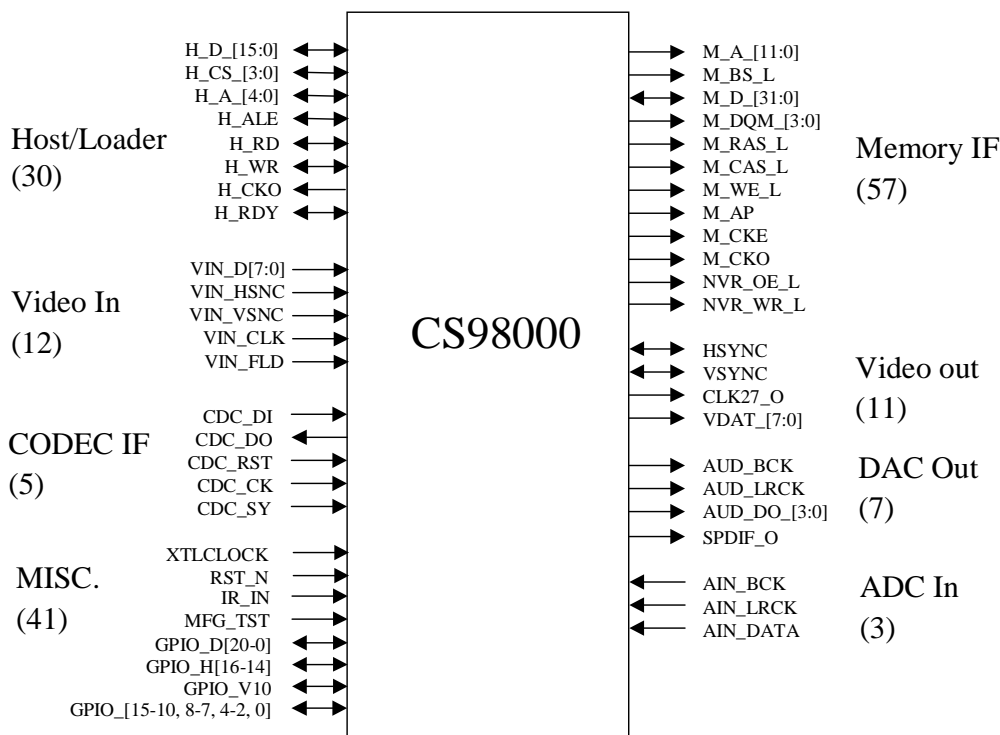 H_D_[15:0]
H_CS_[3:0]
H_A_[4:0]
H_ALE
H_RD
H_WR
H_CKO
H_RDY
Host/Loader
(30)
VIN_D[7:0]
VIN_HSNC
VIN_VSNC
VIN_CLK
VIN_FLD
Video In
(12)
CDC_DI
CDC_DO
CDC_RST
CDC_CK
CDC_SY
CODEC IF
(5)
XTLCLOCK
RST_N
IR_IN
MFG_TST
GPIO_D[20-0]
GPIO_H[16-14]
GPIO_V10
GPIO_[15-10, 8-7, 4-2, 0]
MISC.
(41)
CS98000
M_A_[11:0]
M_BS_L
M_D_[31:0]
M_DQM_[3:0]
M_RAS_L
M_CAS_L
M_WE_L
M_AP
M_CKE
M_CKO
NVR_OE_L
NVR_WR_L
Memory IF
(57)
HSYNC
VSYNC
CLK27_O
VDAT_[7:0]
Video out
(11)
AUD_BCK
AUD_LRCK
AUD_DO_[3:0]
SPDIF_O
DAC Out
(7)
AIN_BCK
AIN_LRCK
AIN_DATA
ADC In
(3)